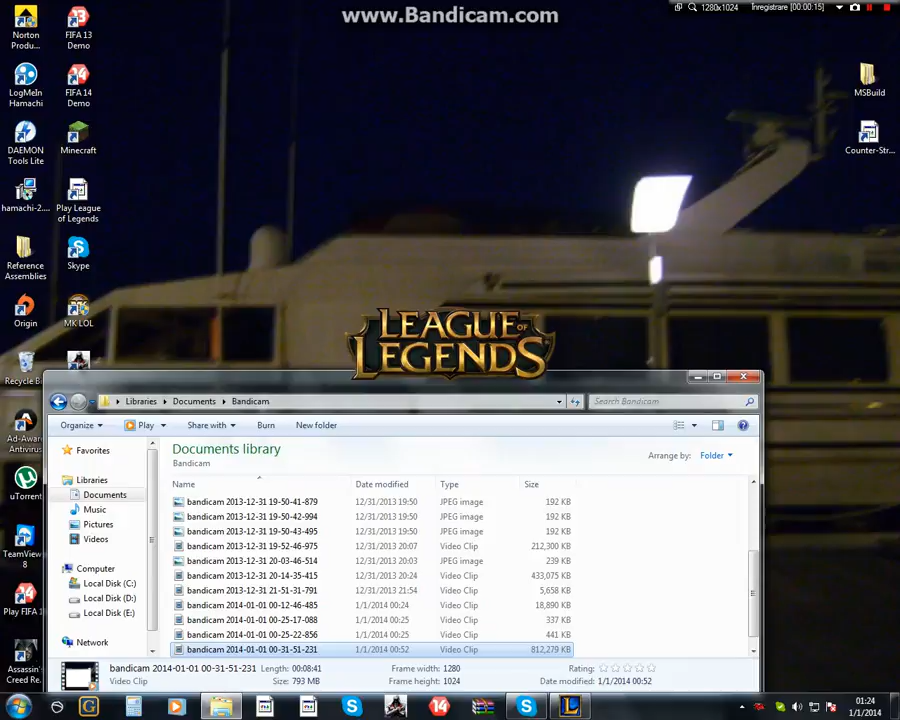 www.Bandicam.com
1280x1024
Inregistrare [00:00:15]
Norton Produ...
FIFA 13 Demo
LogMeIn Hamachi
FIFA 14 Demo
DAEMON Tools Lite
Minecraft
hamachi-2....
Play League of Legends
Reference Assemblies
Skype
Origin
MK LOL
Recycle B
Ad-Aware Antivirus
uTorrent
TeamView 8
Play FIFA 1
Assassin' Creed Re.
MSBuild
Counter-Str...
LEAGUE OF LEGENDS
Libraries
Documents
Bandicam
Search Bandicam
Organize
Play
Share with
Burn
New folder
Favorites
Libraries
Documents
Music
Pictures
Videos
Computer
Local Disk (C:)
Local Disk (D:)
Local Disk (E:)
Network
Documents library
Bandicam
Arrange by: Folder
Name Date modified Type Size
bandicam 2013-12-31 19-50-41-879 12/31/2013 19:50 JPEG image 192 KB
bandicam 2013-12-31 19-50-42-994 12/31/2013 19:50 JPEG image 192 KB
bandicam 2013-12-31 19-50-43-495 12/31/2013 19:50 JPEG image 192 KB
bandicam 2013-12-31 19-52-46-975 12/31/2013 20:07 Video Clip 212,300 KB
bandicam 2013-12-31 20-03-46-514 12/31/2013 20:03 JPEG image 239 KB
bandicam 2013-12-31 20-14-35-415 12/31/2013 20:24 Video Clip 433,075 KB
bandicam 2013-12-31 21-51-31-791 12/31/2013 21:54 Video Clip 5,658 KB
bandicam 2014-01-01 00-12-46-485 1/1/2014 00:24 Video Clip 18,890 KB
bandicam 2014-01-01 00-25-17-088 1/1/2014 00:25 Video Clip 337 KB
bandicam 2014-01-01 00-25-22-856 1/1/2014 00:25 Video Clip 441 KB
bandicam 2014-01-01 00-31-51-231 1/1/2014 00:52 Video Clip 812,279 KB
bandicam 2014-01-01 00-31-51-231 Length: 00:08:41 Frame width: 1280 Rating:
Video Clip Size: 793 MB Frame height: 1024 Date modified: 1/1/2014 00:52
01:24
1/1/2014